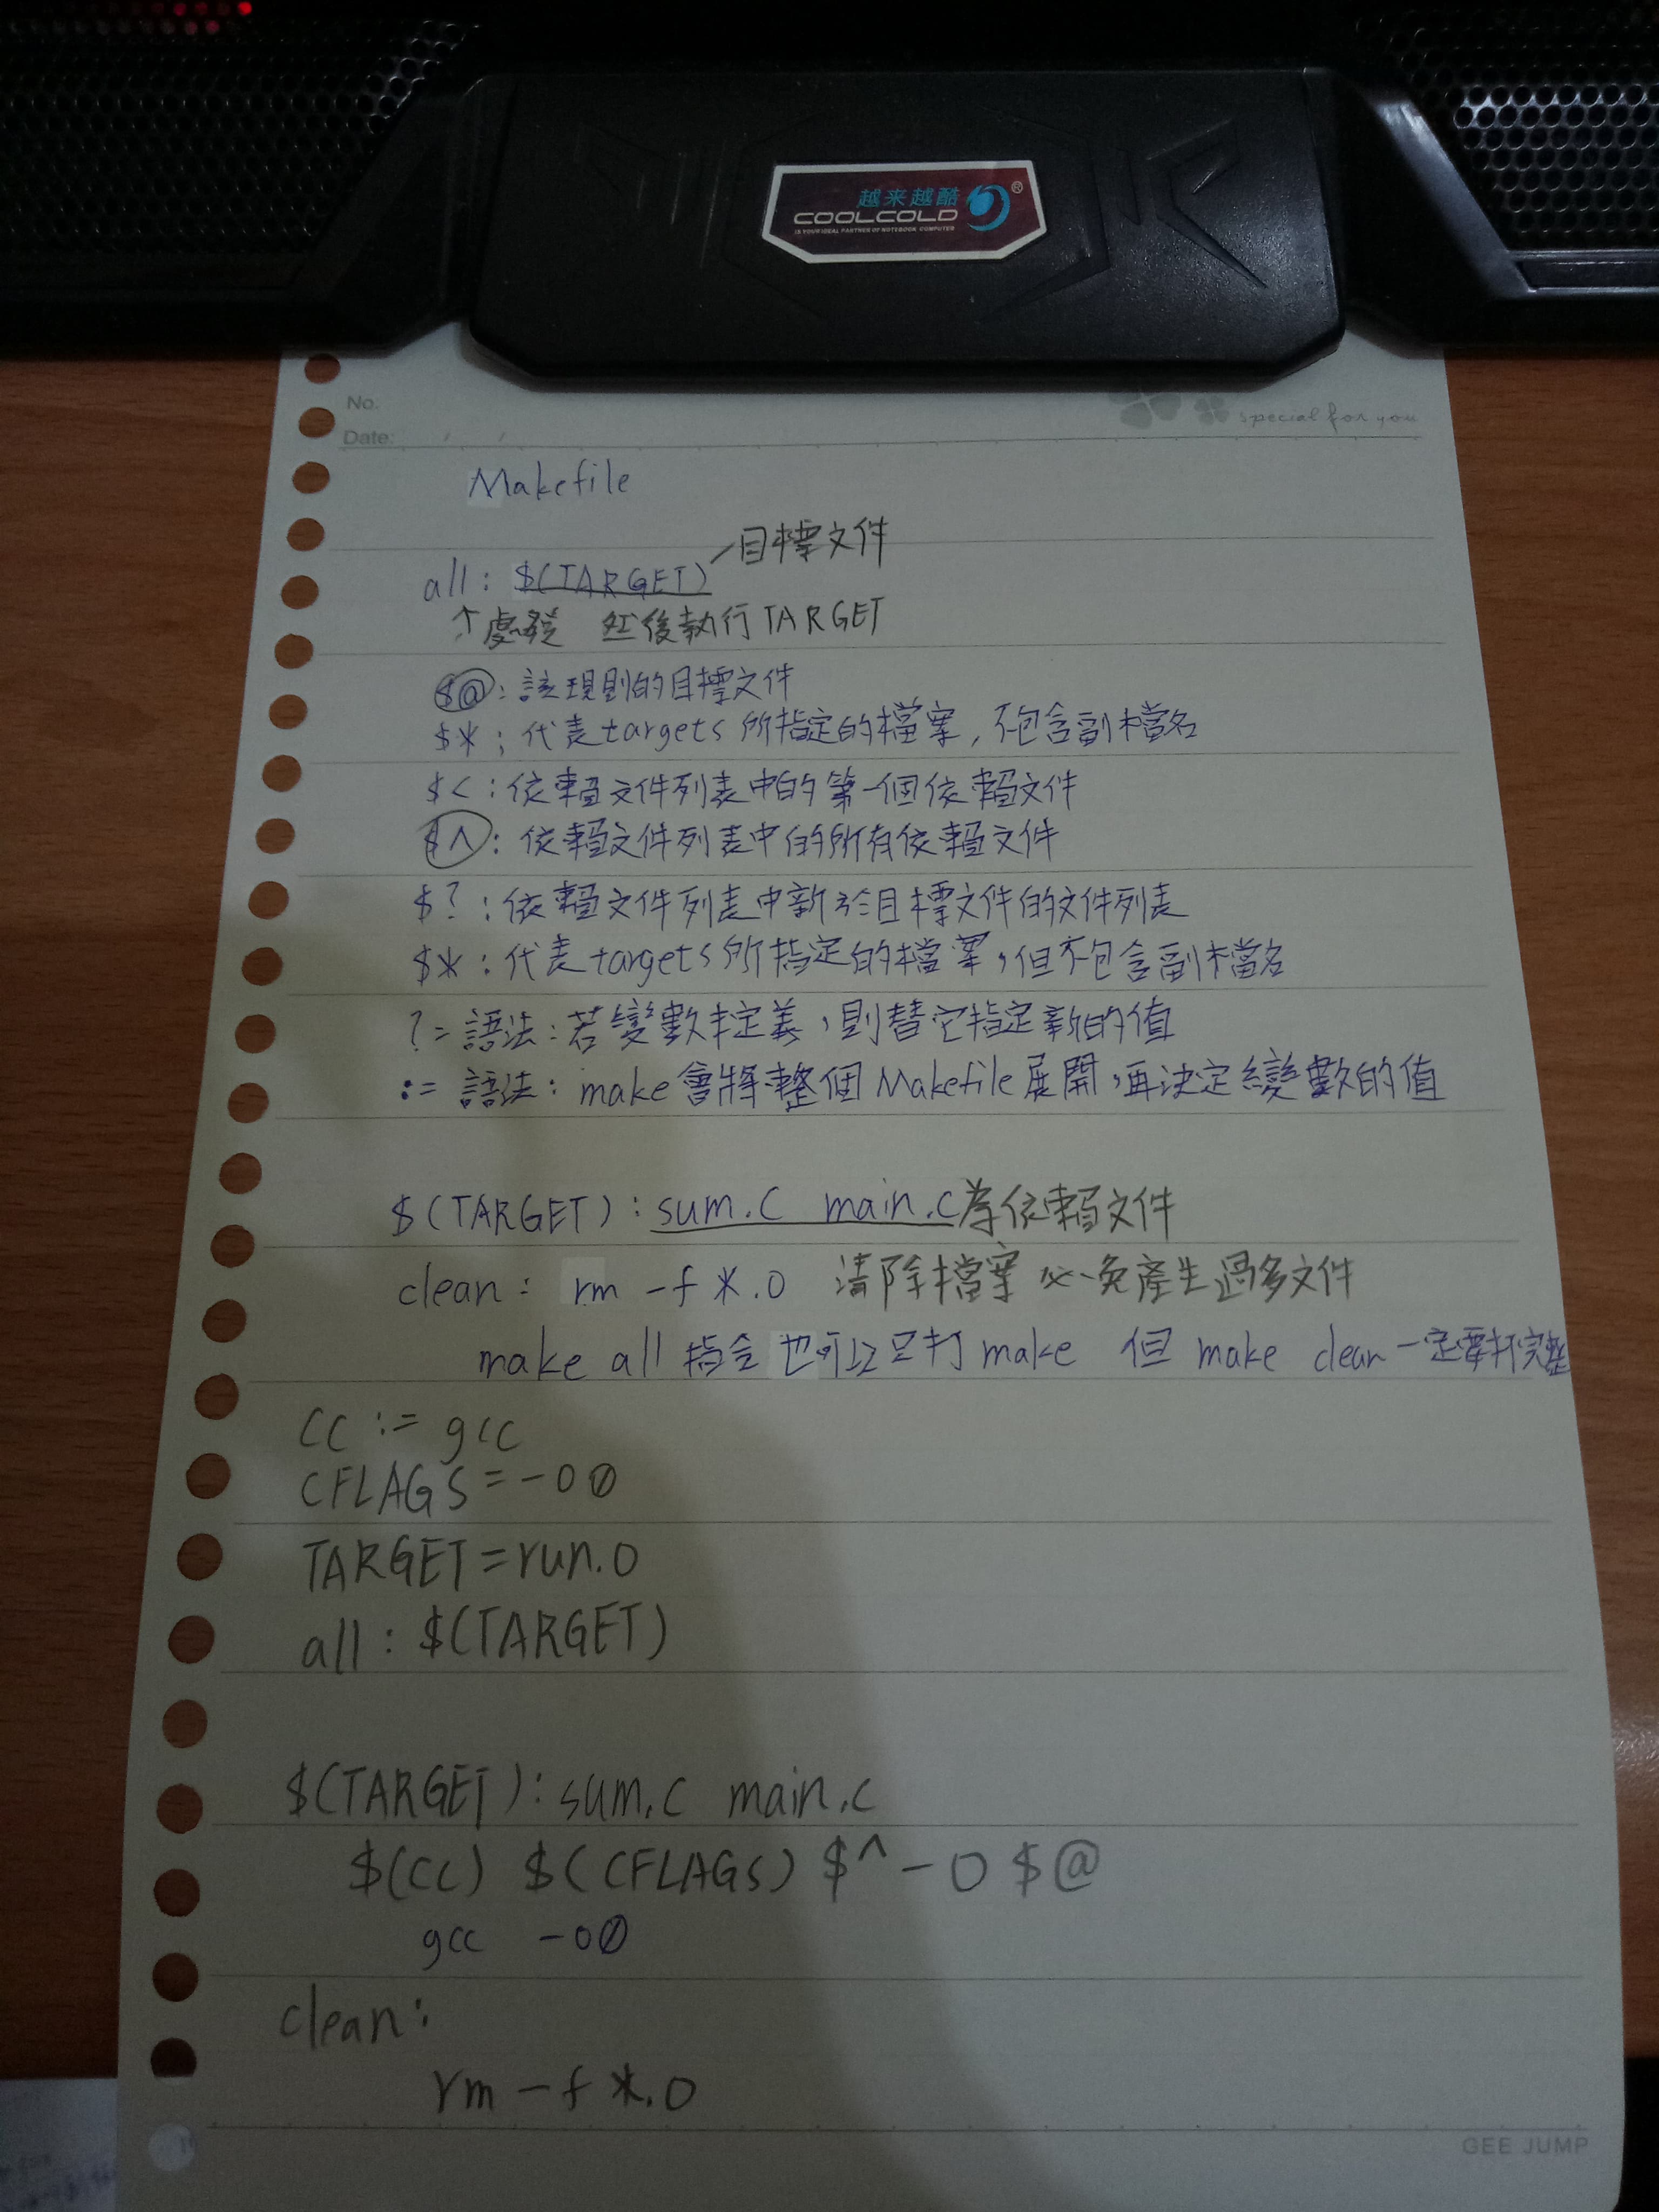 越来越酷
COOLCOLD ®
IS YOUR IDEAL PARTNER OF NOTEBOOK COMPUTER
No.
Date: / /
special for you
Makefile
目標文件
all: $(TARGET)
↑ 處發 然後執行 TARGET
$@: 該規則的目標文件
$*: 代表targets所指定的檔案, 不包含副檔名
$<: 依賴文件列表中的第一個依賴文件
$^: 依賴文件列表中的所有依賴文件
$?: 依賴文件列表中新於目標文件的文件列表
$*: 代表targets所指定的檔案,但不包含副檔名
?= 語法: 若變數未定義,則替它指定新的值
:= 語法: make會將整個Makefile展開,再決定變數的值
$(TARGET): sum.c main.c為依賴文件
clean: rm -f *.o 清除檔案 以免產生過多文件
make all 指令也可以只打 make 但 make clean一定要打完整
CC := gcc
CFLAGS = -O0
TARGET = run.o
all: $(TARGET)
$(TARGET): sum.c main.c
$(CC) $(CFLAGS) $^ -o $@
gcc -O0
clean:
rm -f *.o
GEE JUMP